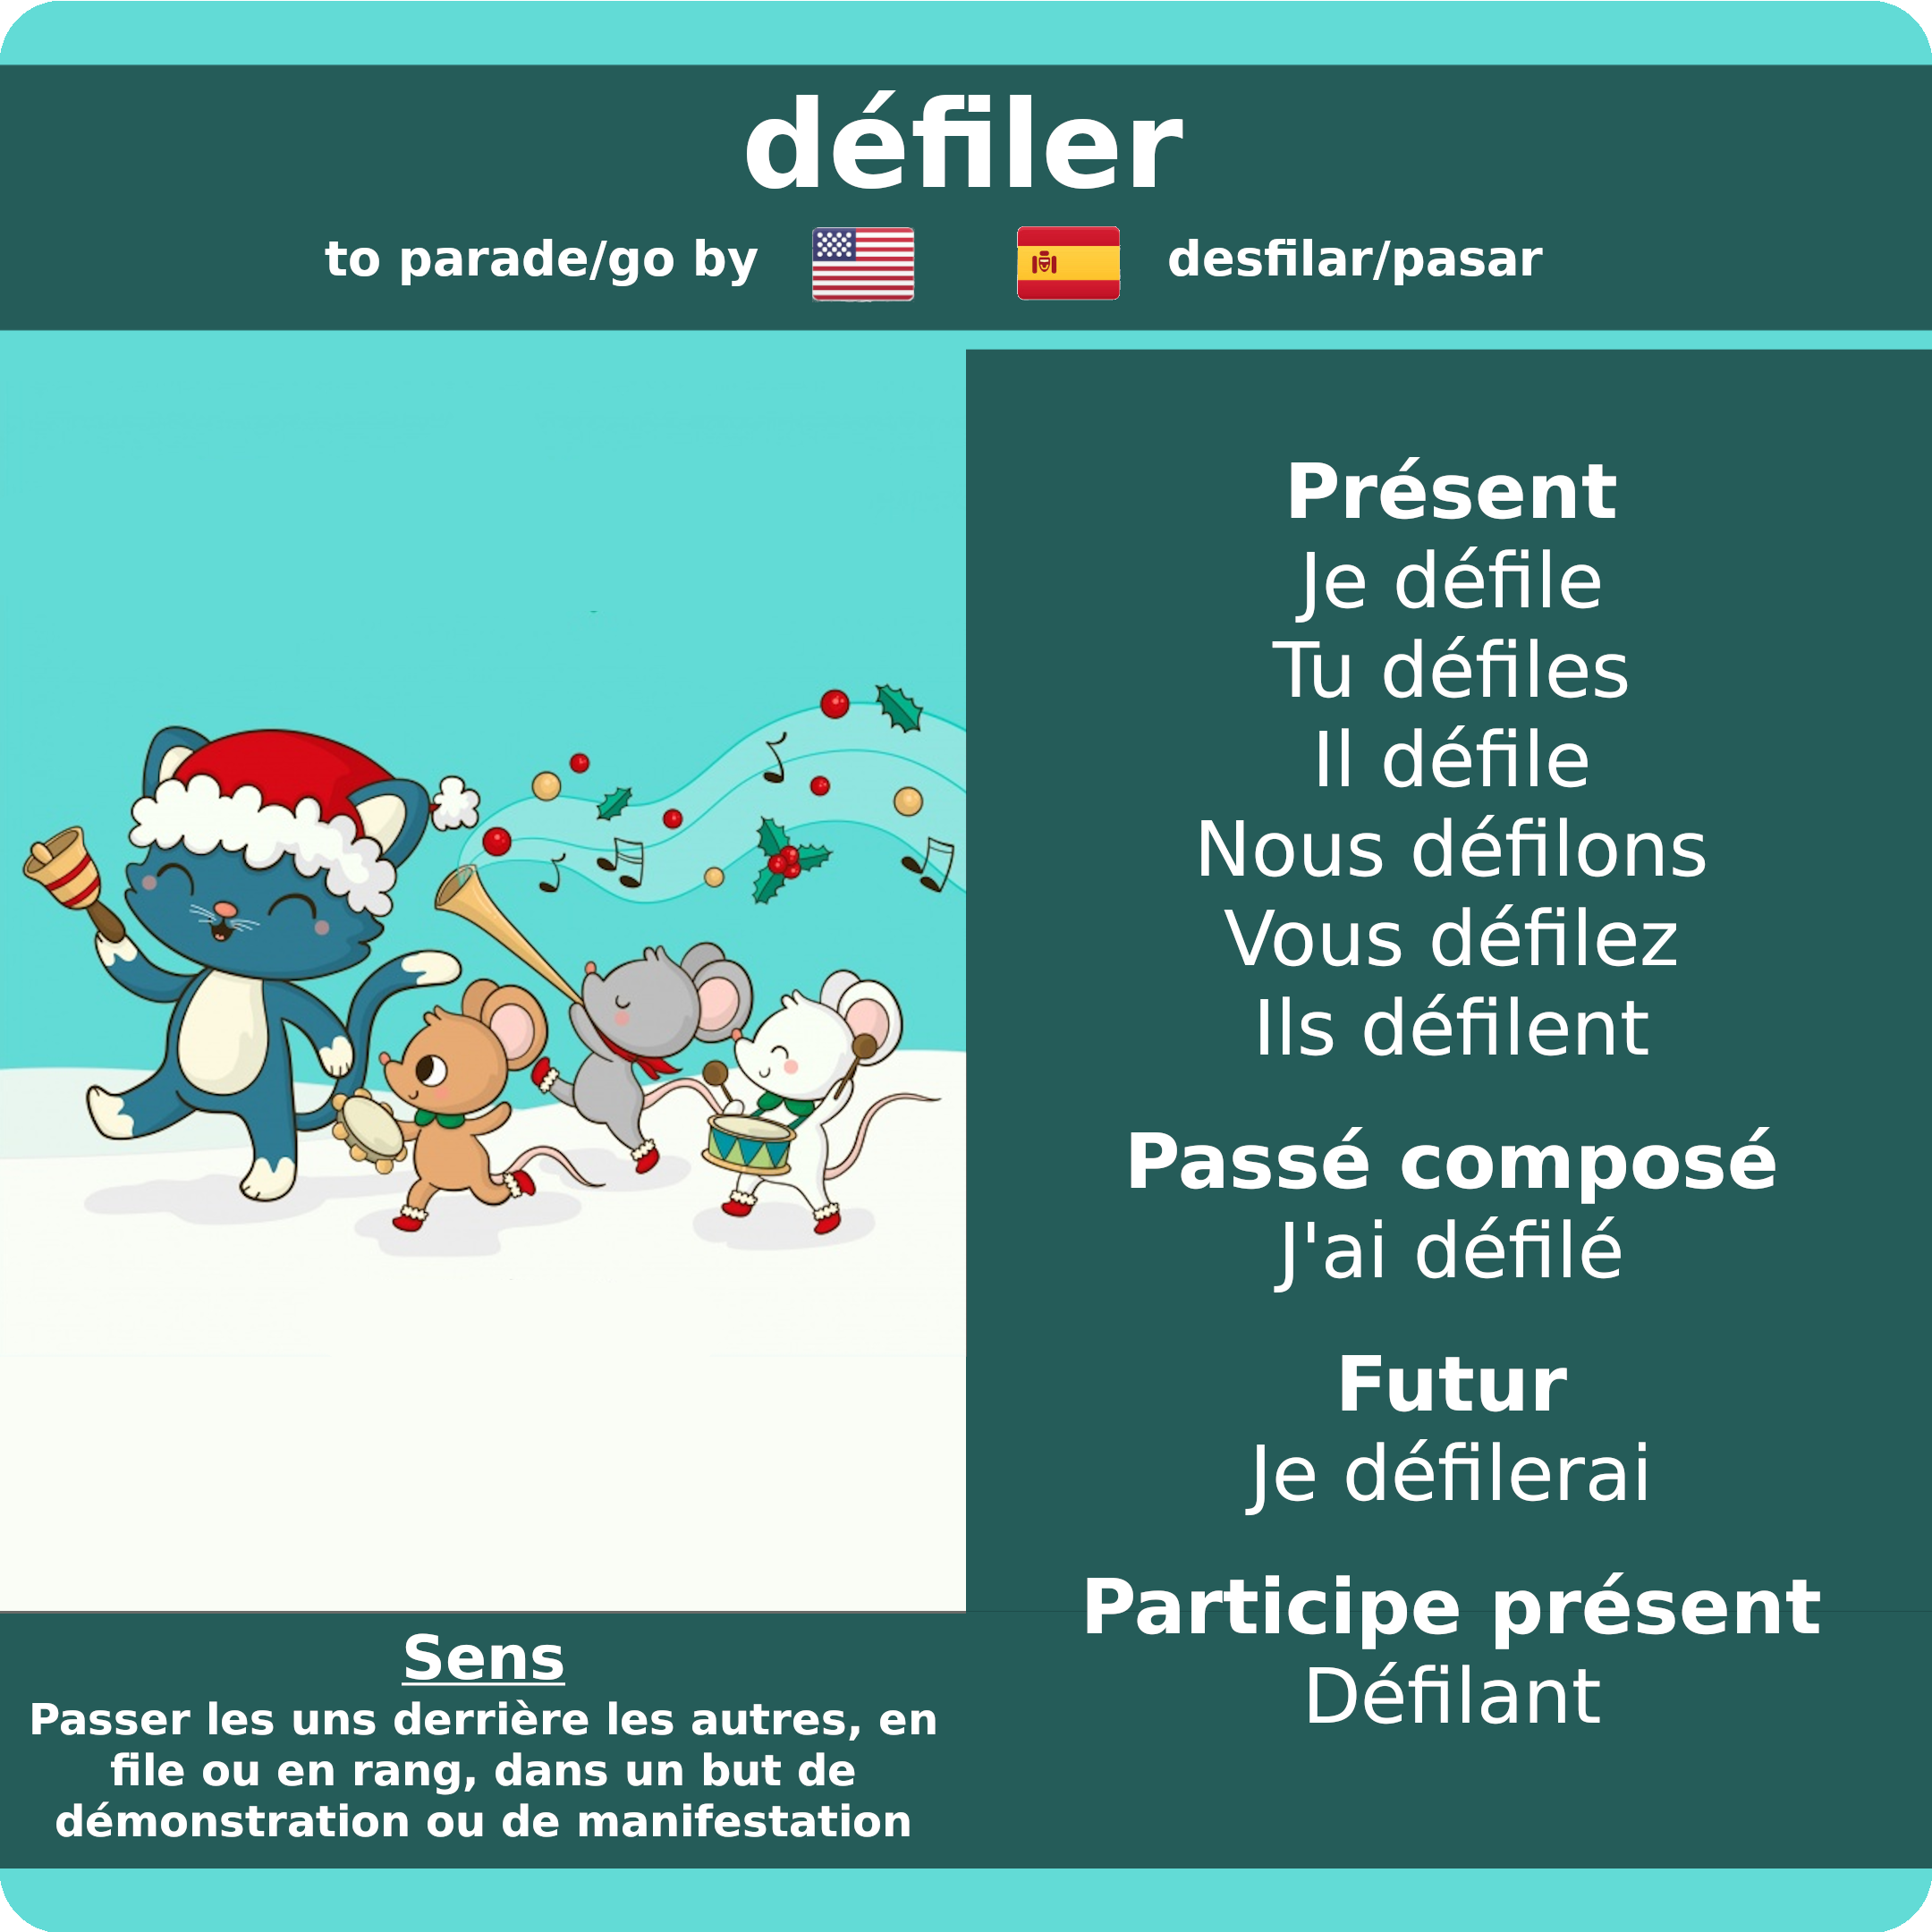 défiler
to parade/go by
desfilar/pasar
Présent
Je défile
Tu défiles
Il défile
Nous défilons
Vous défilez
Ils défilent
Passé composé
J'ai défilé
Futur
Je défilerai
Participe présent
Défilant
Sens
Passer les uns derrière les autres, en
file ou en rang, dans un but de
démonstration ou de manifestation